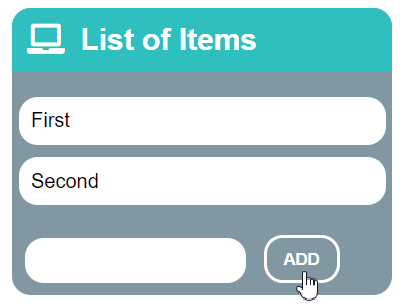 List of Items
First
Second
ADD